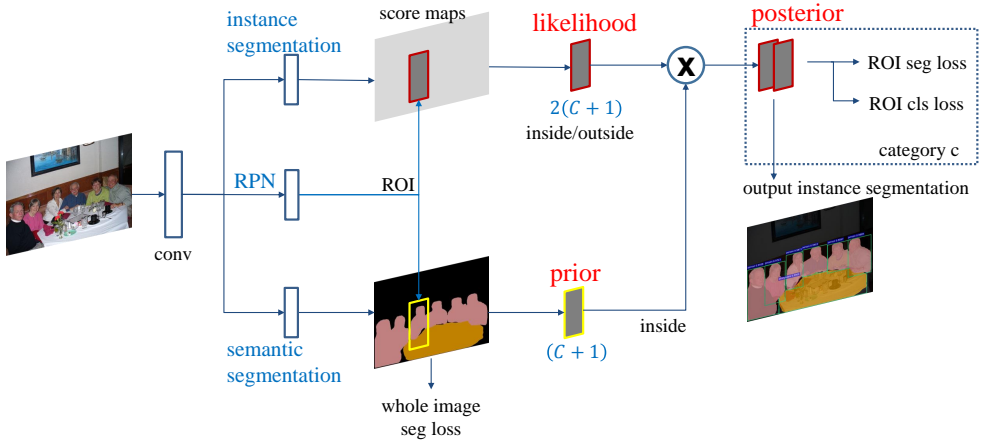 instance
segmentation
score maps
likelihood
posterior
2(C + 1)
inside/outside
X
ROI seg loss
ROI cls loss
category c
RPN
ROI
conv
output instance segmentation
semantic
segmentation
prior
(C + 1)
inside
whole image
seg loss